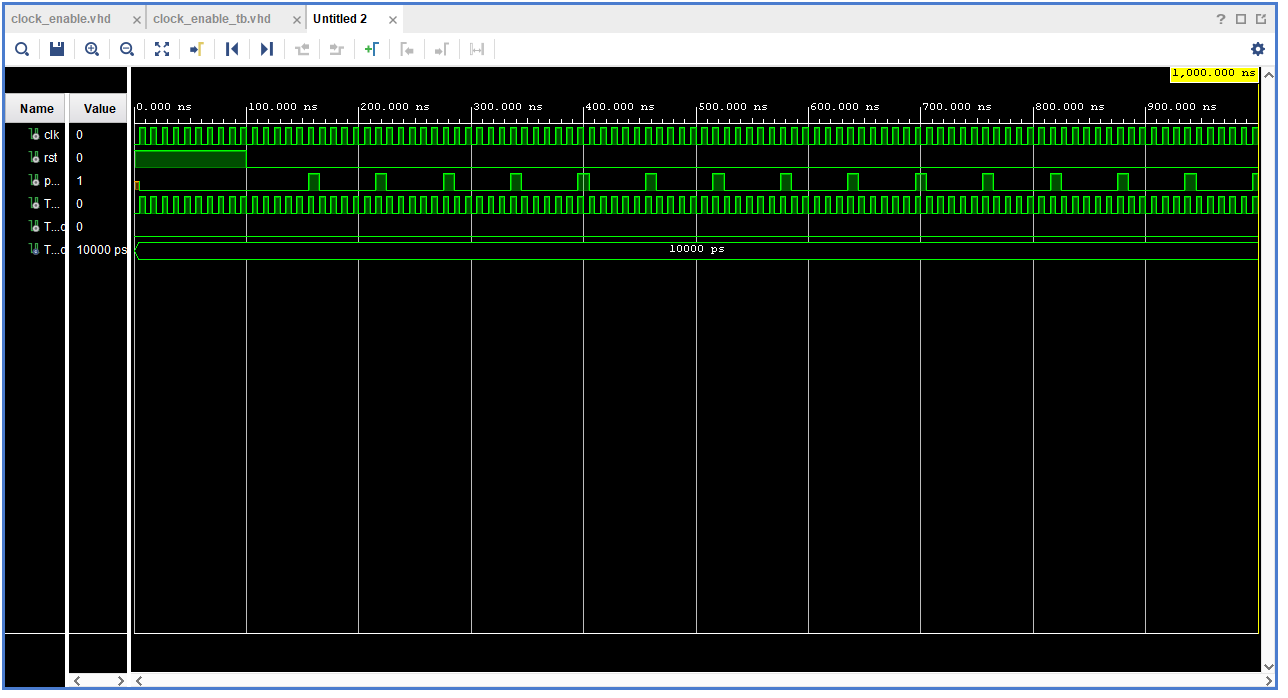 clock_enable.vhd × clock_enable_tb.vhd × Untitled 2 ×
?
1,000.000 ns
Name Value
0.000 ns 100.000 ns 200.000 ns 300.000 ns 400.000 ns 500.000 ns 600.000 ns 700.000 ns 800.000 ns 900.000 ns
clk 0
rst 0
p... 1
T... 0
T...c 0
T...c 10000 ps 10000 ps